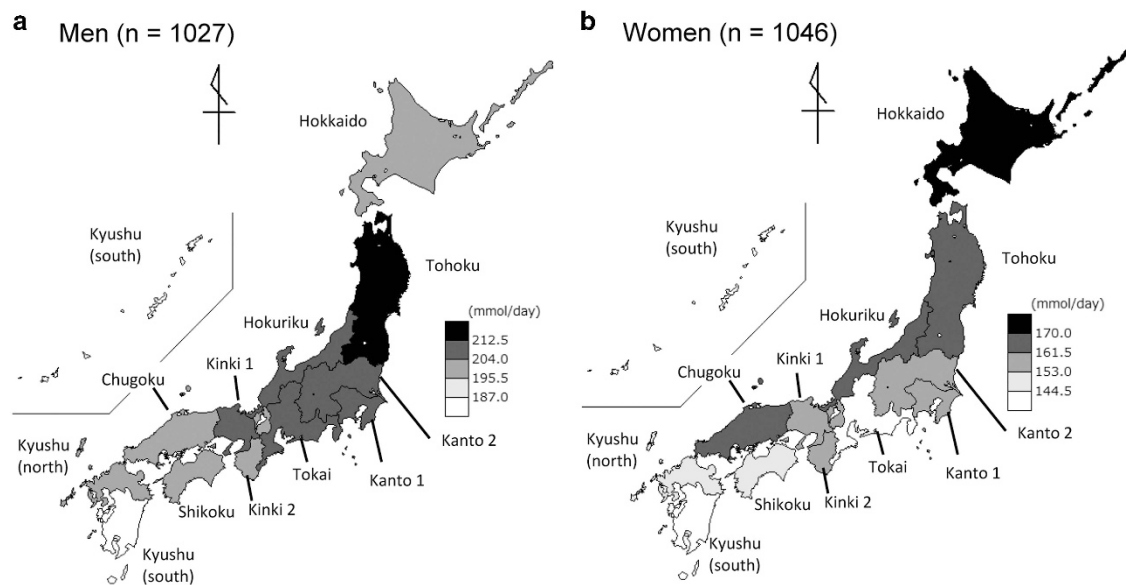 a Men (n = 1027)
Hokkaido
Kyushu
(south)
Tohoku
(mmol/day)
212.5
204.0
195.5
187.0
Hokuriku
Kinki 1
Chugoku
Kanto 2
Kyushu
(north)
Tokai
Kanto 1
Shikoku
Kinki 2
Kyushu
(south)
b Women (n = 1046)
Hokkaido
Kyushu
(south)
Tohoku
(mmol/day)
170.0
161.5
153.0
144.5
Hokuriku
Kinki 1
Chugoku
Kanto 2
Kyushu
(north)
Tokai
Kanto 1
Shikoku
Kinki 2
Kyushu
(south)